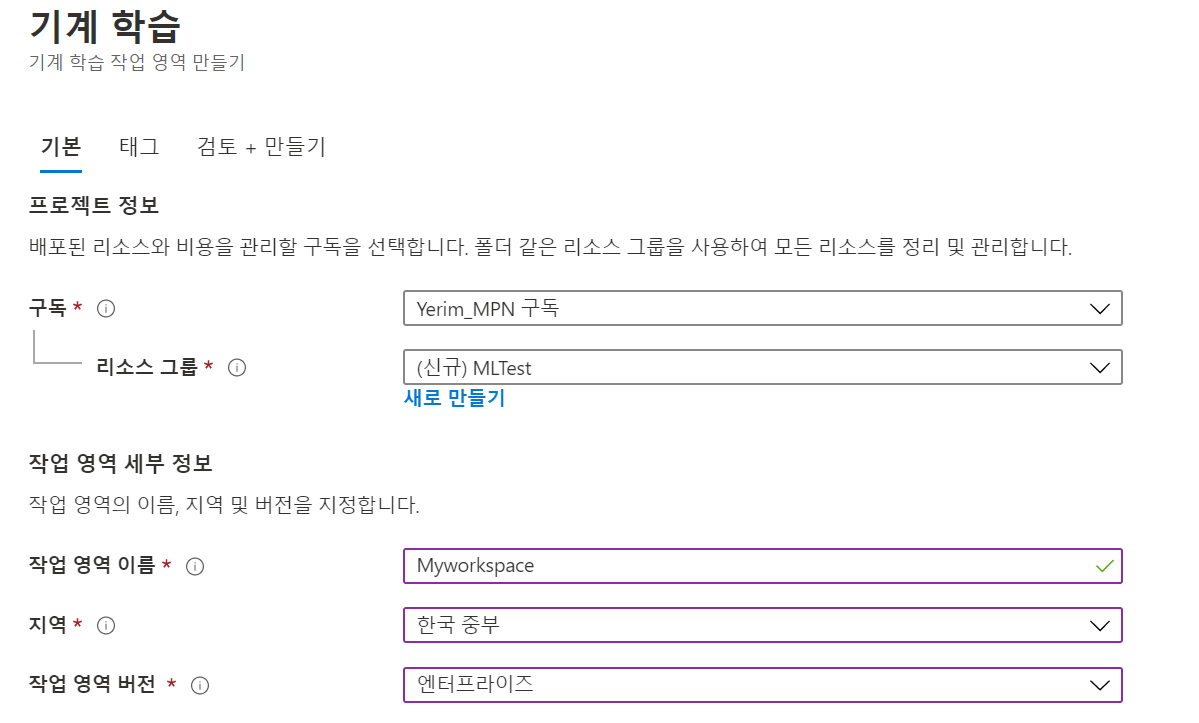 기계 학습
기계 학습 작업 영역 만들기
기본 태그 검토 + 만들기
프로젝트 정보
배포된 리소스와 비용을 관리할 구독을 선택합니다. 폴더 같은 리소스 그룹을 사용하여 모든 리소스를 정리 및 관리합니다.
구독 * Yerim_MPN 구독
리소스 그룹 * (신규) MLTest
새로 만들기
작업 영역 세부 정보
작업 영역의 이름, 지역 및 버전을 지정합니다.
작업 영역 이름 * Myworkspace
지역 * 한국 중부
작업 영역 버전 * 엔터프라이즈